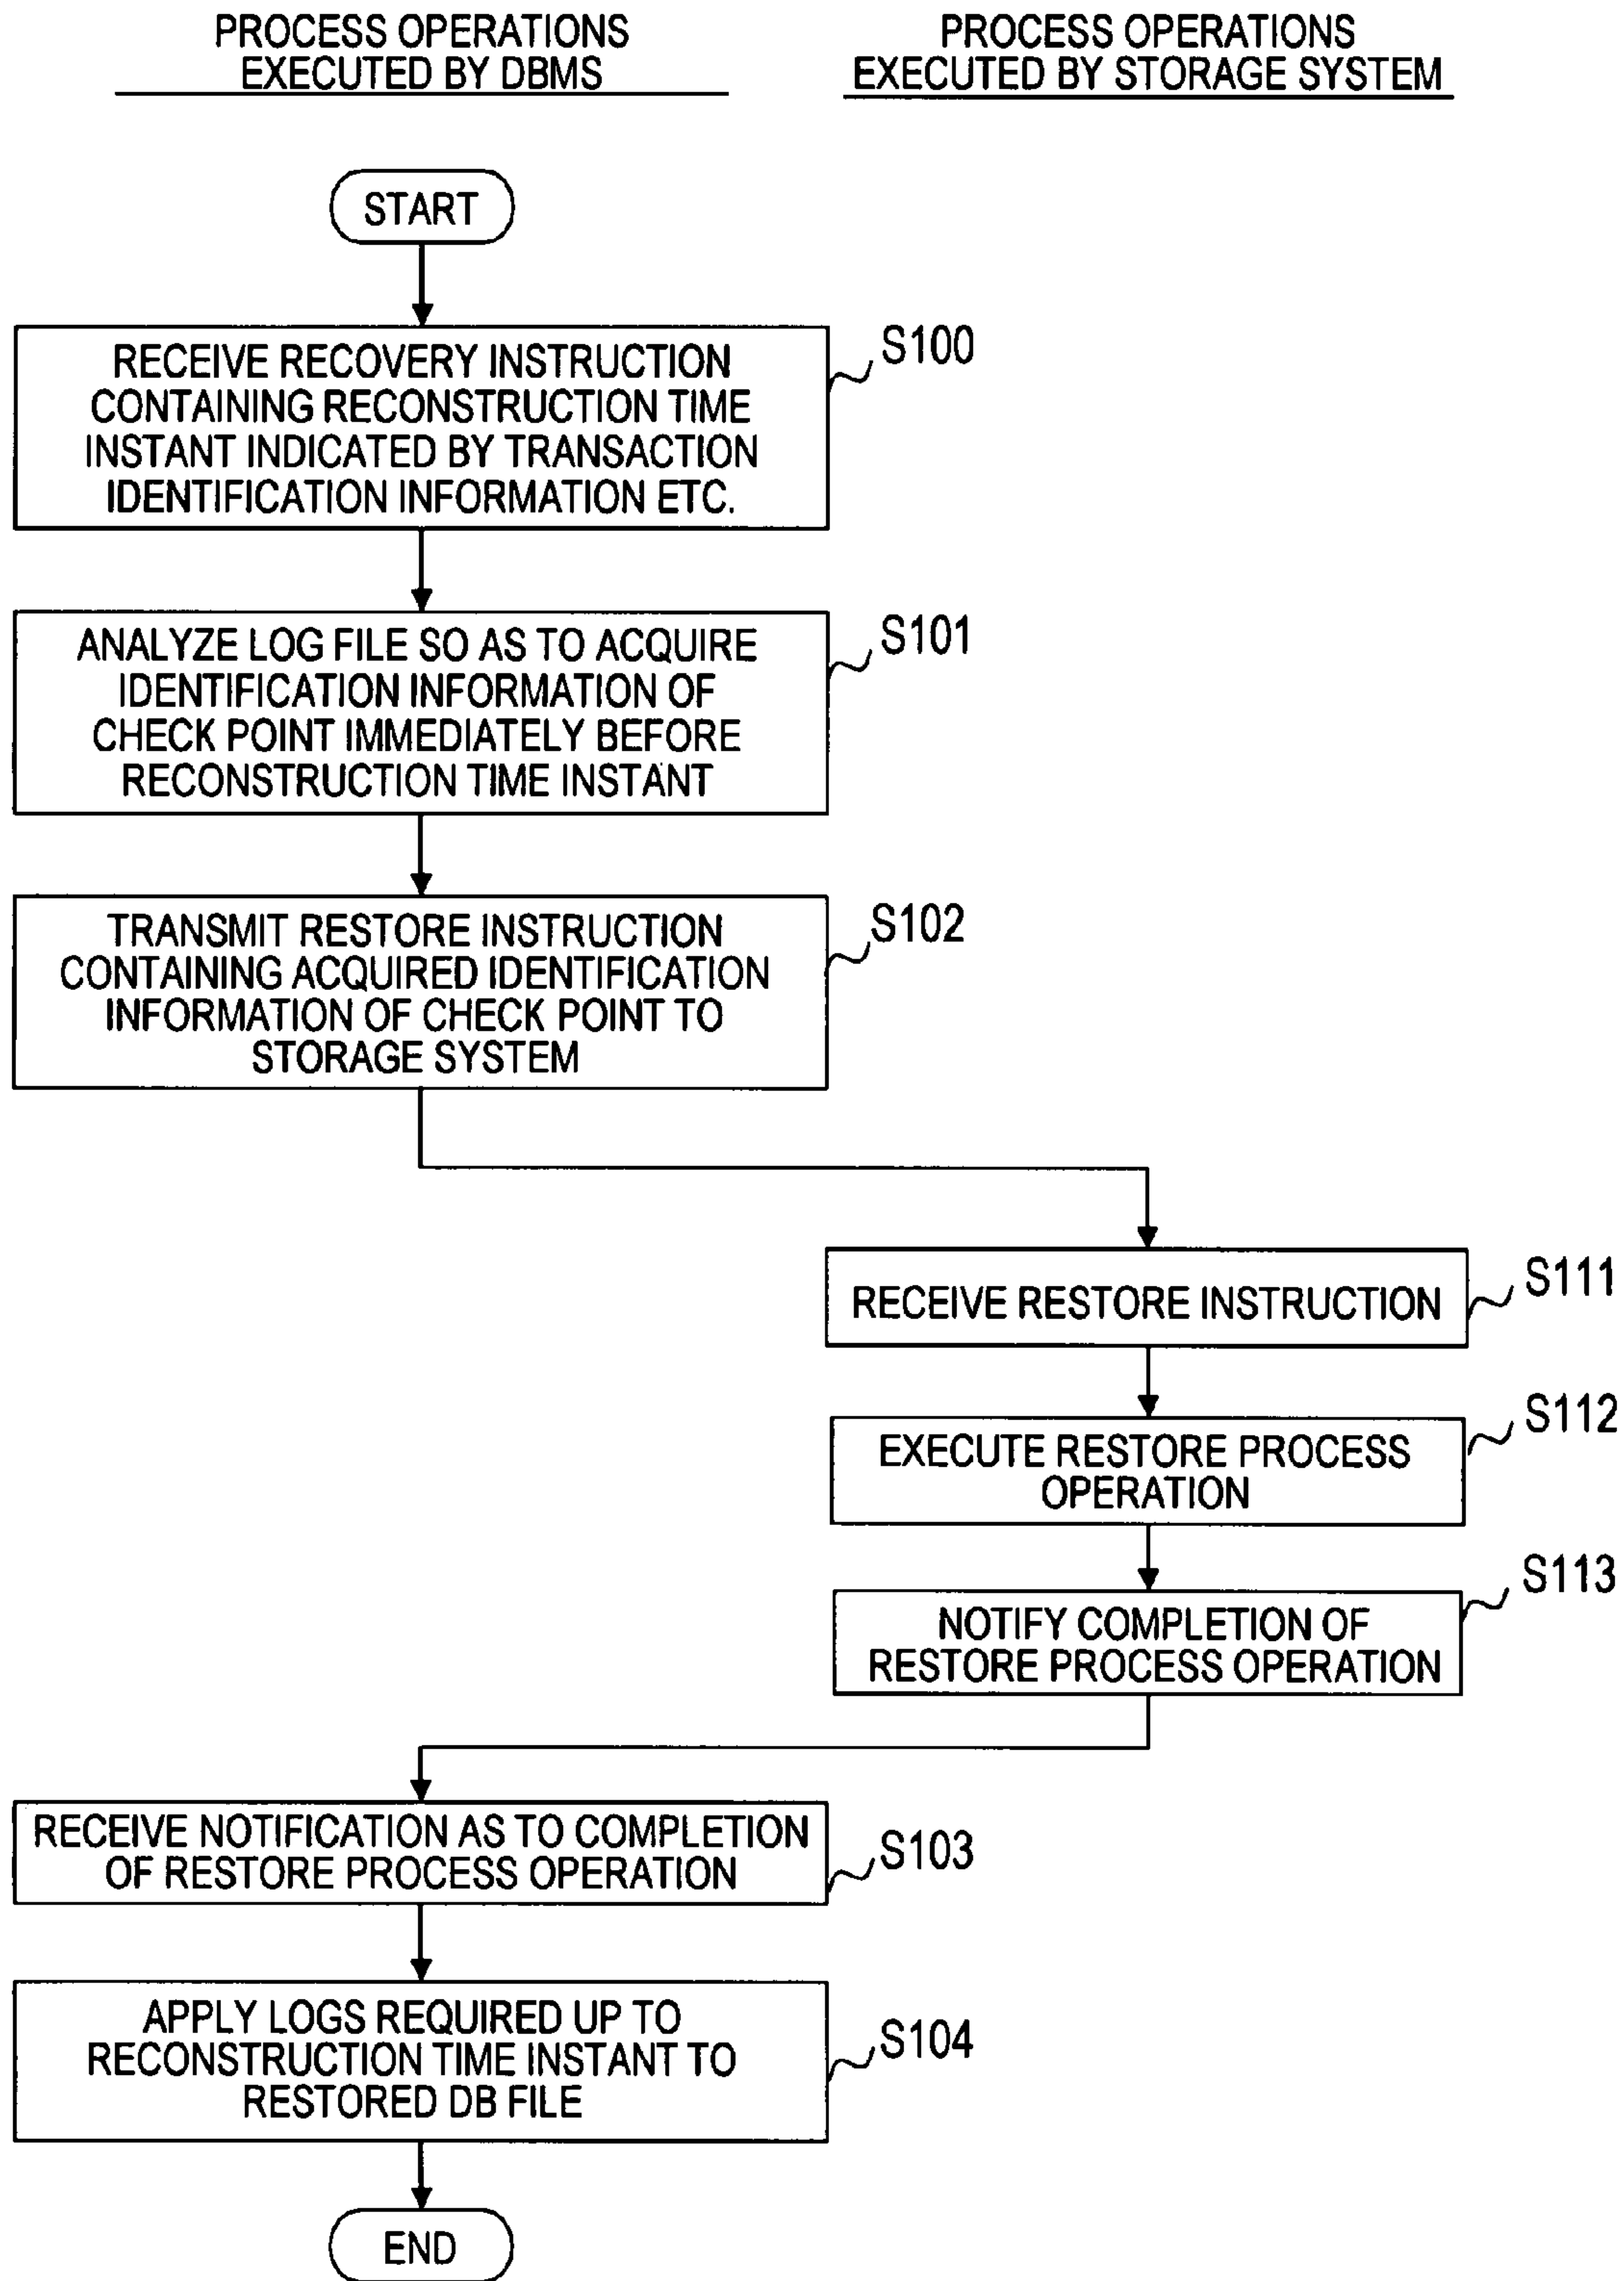 PROCESS OPERATIONS
EXECUTED BY DBMS
PROCESS OPERATIONS
EXECUTED BY STORAGE SYSTEM
START
RECEIVE RECOVERY INSTRUCTION
CONTAINING RECONSTRUCTION TIME
INSTANT INDICATED BY TRANSACTION
IDENTIFICATION INFORMATION ETC.
S100
ANALYZE LOG FILE SO AS TO ACQUIRE
IDENTIFICATION INFORMATION OF
CHECK POINT IMMEDIATELY BEFORE
RECONSTRUCTION TIME INSTANT
S101
TRANSMIT RESTORE INSTRUCTION
CONTAINING ACQUIRED IDENTIFICATION
INFORMATION OF CHECK POINT TO
STORAGE SYSTEM
S102
RECEIVE RESTORE INSTRUCTION
S111
EXECUTE RESTORE PROCESS
OPERATION
S112
NOTIFY COMPLETION OF
RESTORE PROCESS OPERATION
S113
RECEIVE NOTIFICATION AS TO COMPLETION
OF RESTORE PROCESS OPERATION
S103
APPLY LOGS REQUIRED UP TO
RECONSTRUCTION TIME INSTANT TO
RESTORED DB FILE
S104
END